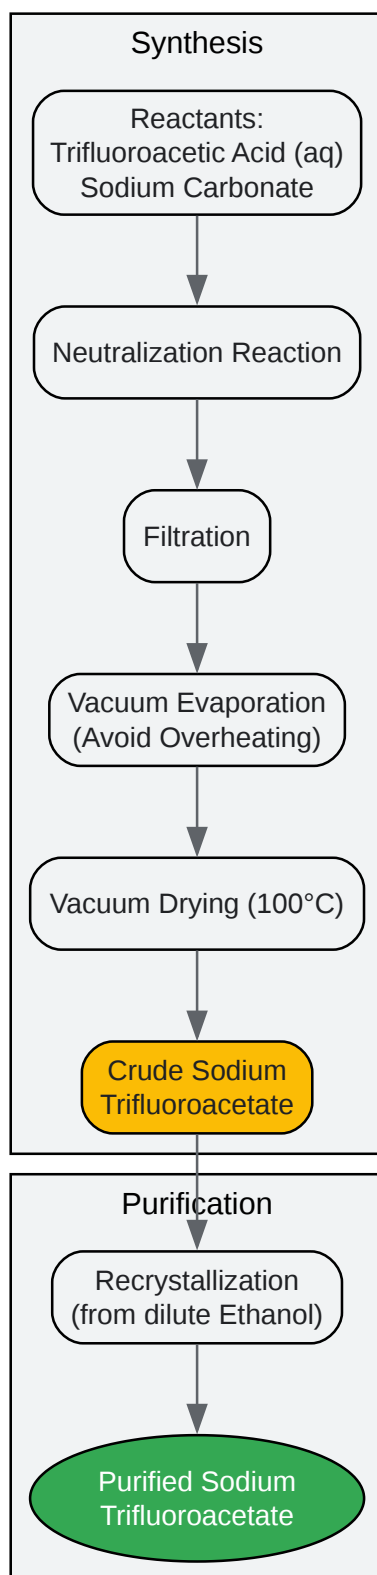 Synthesis
Reactants:
Trifluoroacetic Acid (aq)
Sodium Carbonate
Neutralization Reaction
Filtration
Vacuum Evaporation
(Avoid Overheating)
Vacuum Drying (100°C)
Crude Sodium
Trifluoroacetate
Purification
Recrystallization
(from dilute Ethanol)
Purified Sodium
Trifluoroacetate